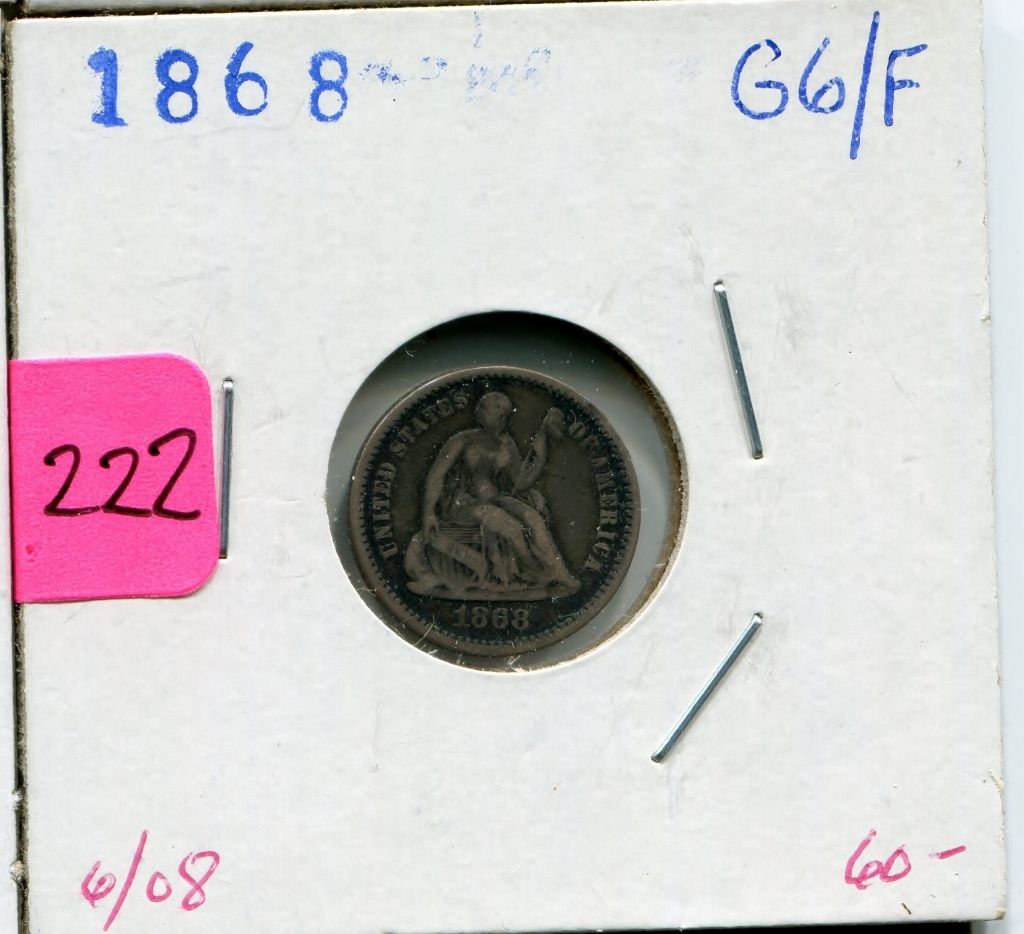 1868 G6/F
222
UNITED STATES OF AMERICA
1868
6/08 60-